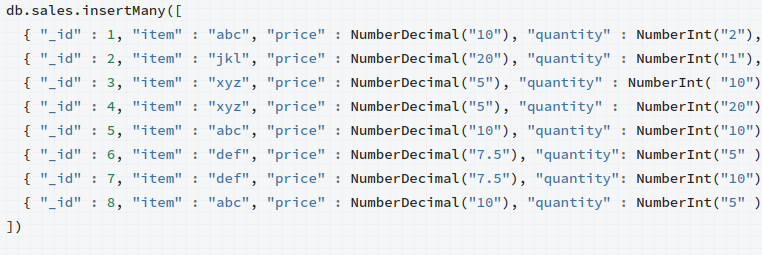 db.sales.insertMany([
{ "_id" : 1, "item" : "abc", "price" : NumberDecimal("10"), "quantity" : NumberInt("2"),
{ "_id" : 2, "item" : "jkl", "price" : NumberDecimal("20"), "quantity" : NumberInt("1"),
{ "_id" : 3, "item" : "xyz", "price" : NumberDecimal("5"), "quantity" : NumberInt( "10")
{ "_id" : 4, "item" : "xyz", "price" : NumberDecimal("5"), "quantity" :  NumberInt("20")
{ "_id" : 5, "item" : "abc", "price" : NumberDecimal("10"), "quantity" : NumberInt("10")
{ "_id" : 6, "item" : "def", "price" : NumberDecimal("7.5"), "quantity": NumberInt("5" )
{ "_id" : 7, "item" : "def", "price" : NumberDecimal("7.5"), "quantity": NumberInt("10")
{ "_id" : 8, "item" : "abc", "price" : NumberDecimal("10"), "quantity" : NumberInt("5" )
])